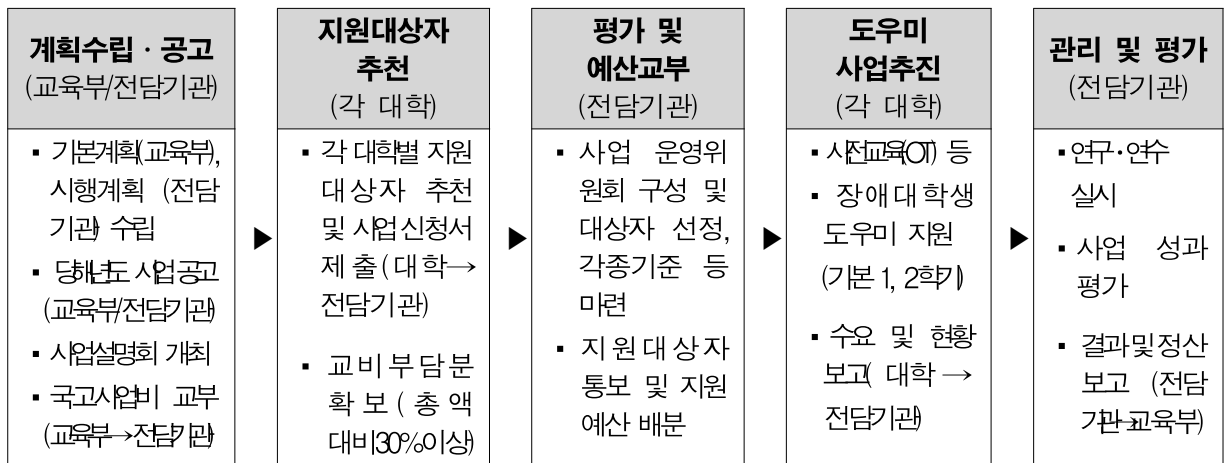 계획수립 · 공고
(교육부/전담기관)
▪ 기본계획(교육부),
시행계획 (전담
기관) 수립
▪ 당해년도 사업공고
(교육부/전담기관)
▪ 사업설명회 개최
▪ 국고사업비 교부
(교육부→전담기관)
▶
지원대상자
추천
(각 대학)
▪ 각 대학별 지원
대상자 추천
및 사업신청서
제출(대학→
전담기관)
▪ 교비부담분
확보(총액
대비30%이상)
▶
평가 및
예산교부
(전담기관)
▪ 사업 운영위
원회 구성 및
대상자 선정,
각종기준 등
마련
▪ 지원대상자
통보 및 지원
예산 배분
▶
도우미
사업추진
(각 대학)
▪ 사전교육(OT) 등
▪ 장애대학생
도우미 지원
(기본 1, 2학기)
▪ 수요 및 현황
보고( 대학 →
전담기관)
▶
관리 및 평가
(전담기관)
▪ 연구·연수
실시
▪ 사업 성과
평가
▪ 결과및정산
보고 (전담
기관→교육부)